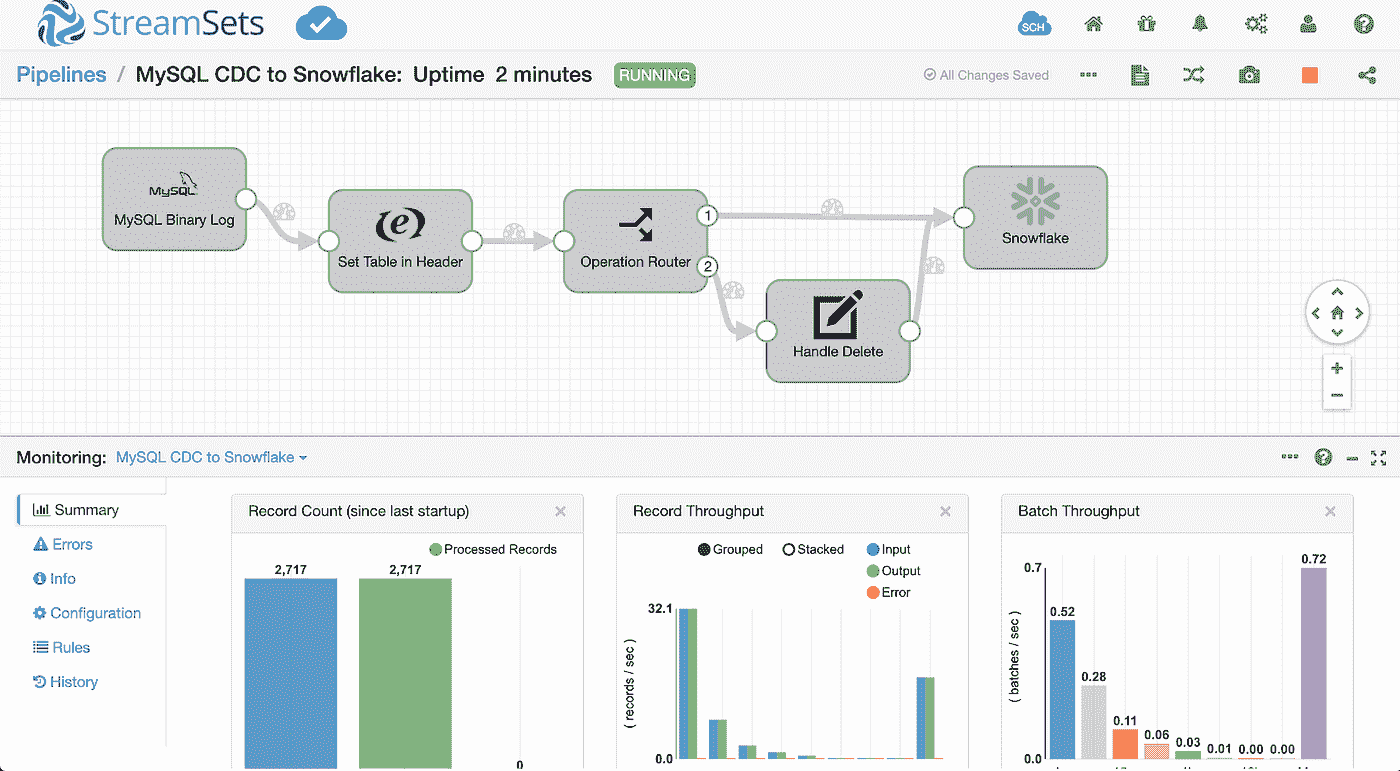 StreamSets
SCH
Pipelines / MySQL CDC to Snowflake: Uptime 2 minutes RUNNING
All Changes Saved
MySQL
MySQL Binary Log
e
Set Table in Header
Operation Router
1
2
Handle Delete
Snowflake
Monitoring: MySQL CDC to Snowflake
Summary
Errors
Info
Configuration
Rules
History
Record Count (since last startup)
Processed Records
2,717
2,717
0
Record Throughput
Grouped Stacked Input
Output
Error
32.1
( records / sec )
0.0
Batch Throughput
0.7
( batches / sec )
0.0
0.52
0.28
0.11
0.06
0.03
0.01
0.00
0.00
0.72